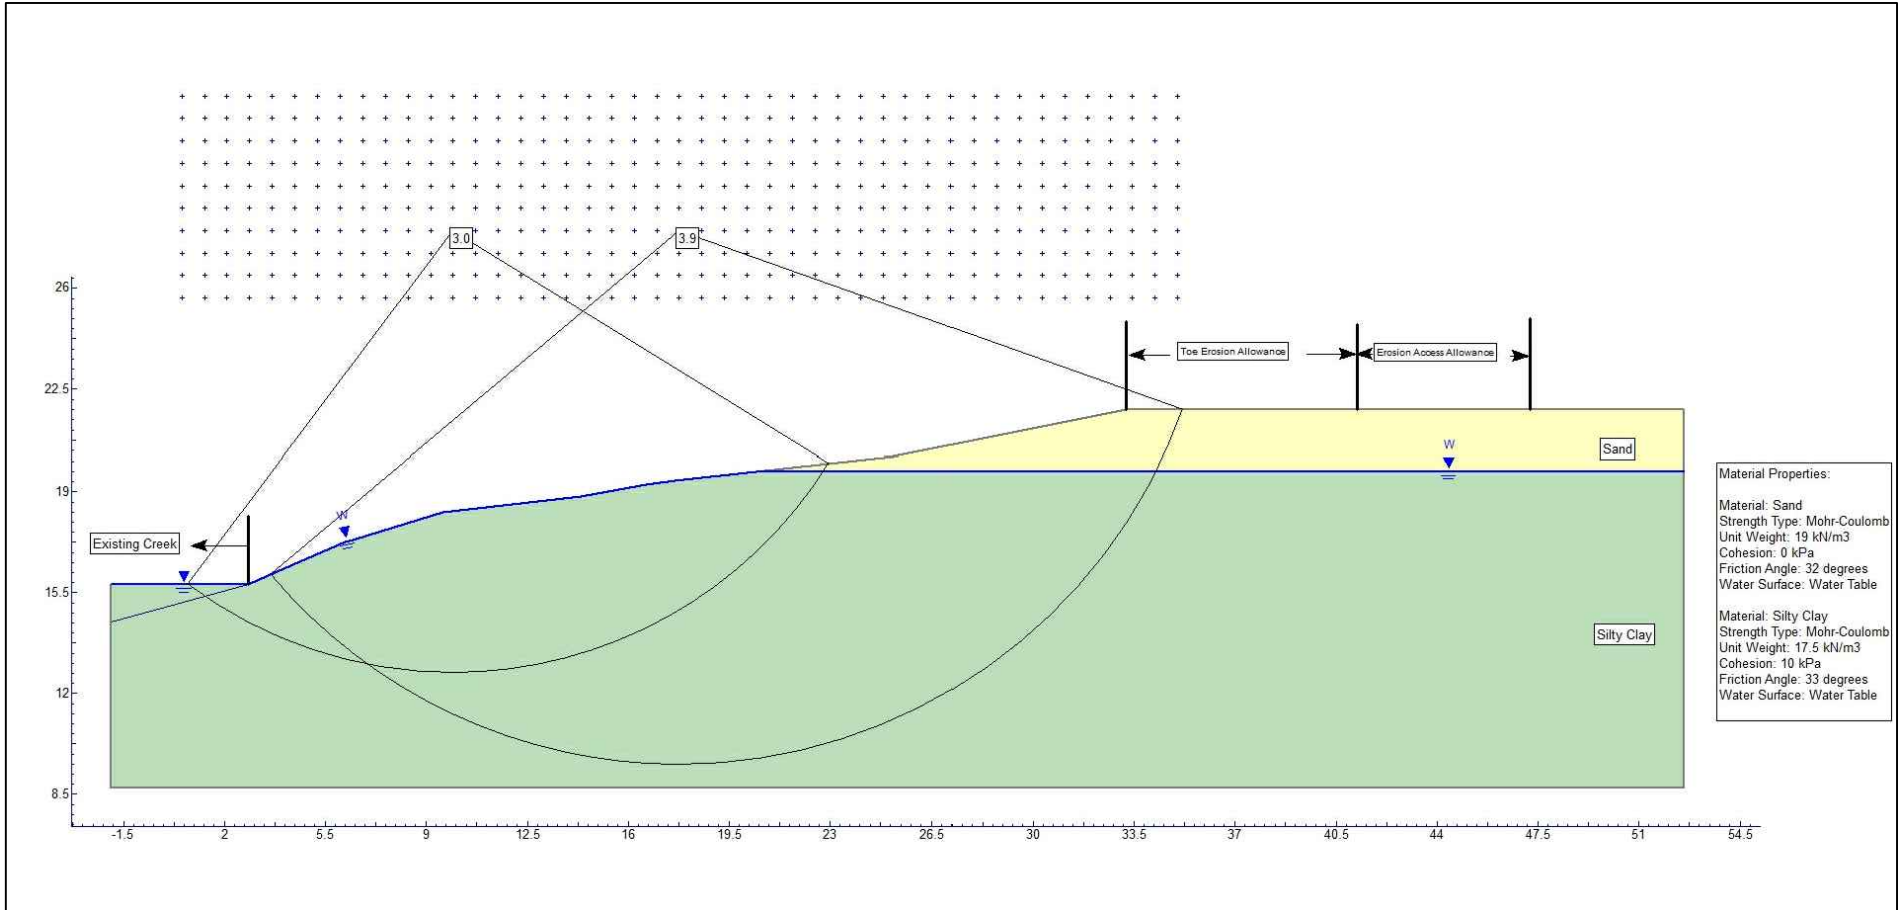 3.0
3.9
26
Toe Erosion Allowance
Erosion Access Allowance
22.5
W
Sand
19
W
Existing Creek
15.5
Silty Clay
12
8.5
-1.5 2 5.5 9 12.5 16 19.5 23 26.5 30 33.5 37 40.5 44 47.5 51 54.5
Material Properties:
Material: Sand
Strength Type: Mohr-Coulomb
Unit Weight: 19 kN/m3
Cohesion: 0 kPa
Friction Angle: 32 degrees
Water Surface: Water Table
Material: Silty Clay
Strength Type: Mohr-Coulomb
Unit Weight: 17.5 kN/m3
Cohesion: 10 kPa
Friction Angle: 33 degrees
Water Surface: Water Table